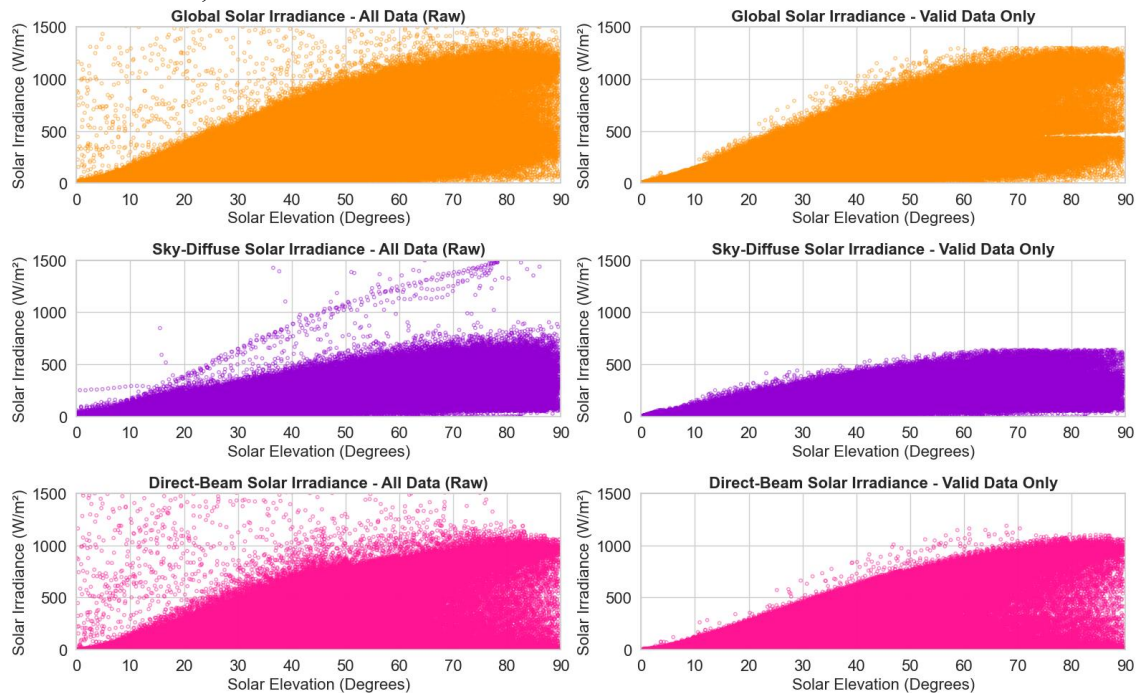 Global Solar Irradiance - All Data (Raw)
Solar Irradiance (W/m²)
1500
1000
500
0
0 10 20 30 40 50 60 70 80 90
Solar Elevation (Degrees)
Global Solar Irradiance - Valid Data Only
Solar Irradiance (W/m²)
1500
1000
500
0
0 10 20 30 40 50 60 70 80 90
Solar Elevation (Degrees)
Sky-Diffuse Solar Irradiance - All Data (Raw)
Solar Irradiance (W/m²)
1500
1000
500
0
0 10 20 30 40 50 60 70 80 90
Solar Elevation (Degrees)
Sky-Diffuse Solar Irradiance - Valid Data Only
Solar Irradiance (W/m²)
1500
1000
500
0
0 10 20 30 40 50 60 70 80 90
Solar Elevation (Degrees)
Direct-Beam Solar Irradiance - All Data (Raw)
Solar Irradiance (W/m²)
1500
1000
500
0
0 10 20 30 40 50 60 70 80 90
Solar Elevation (Degrees)
Direct-Beam Solar Irradiance - Valid Data Only
Solar Irradiance (W/m²)
1500
1000
500
0
0 10 20 30 40 50 60 70 80 90
Solar Elevation (Degrees)